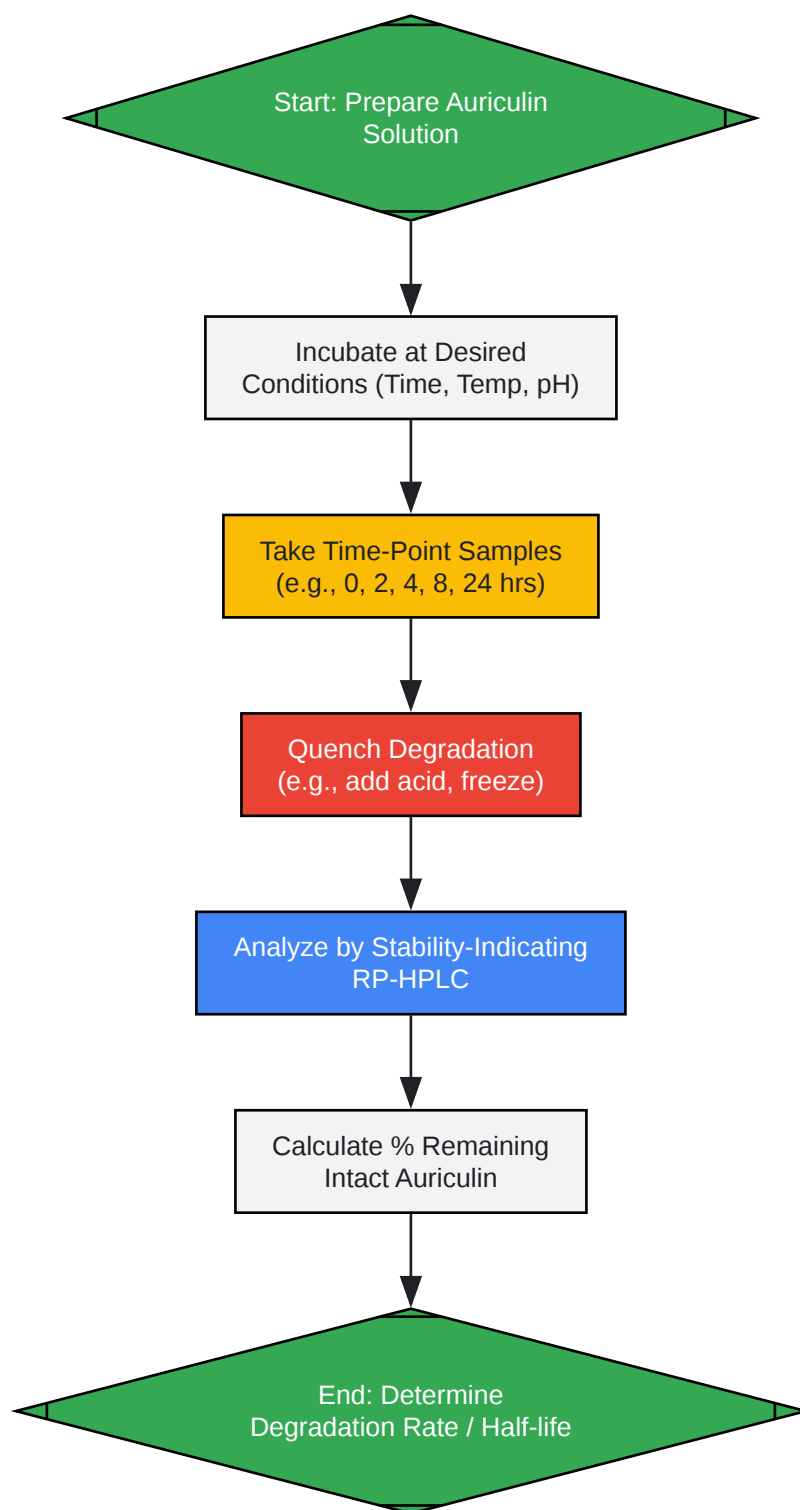 Start: Prepare Auriculin
Solution
Incubate at Desired
Conditions (Time, Temp, pH)
Take Time-Point Samples
(e.g., 0, 2, 4, 8, 24 hrs)
Quench Degradation
(e.g., add acid, freeze)
Analyze by Stability-Indicating
RP-HPLC
Calculate % Remaining
Intact Auriculin
End: Determine
Degradation Rate / Half-life